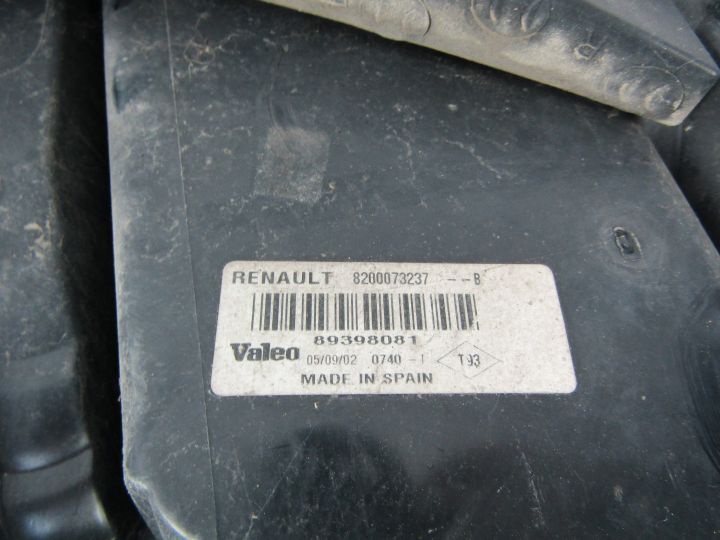 RENAULT 8200073237 --B
89398081
Valeo 05/09/02 0740 -1 T93
MADE IN SPAIN